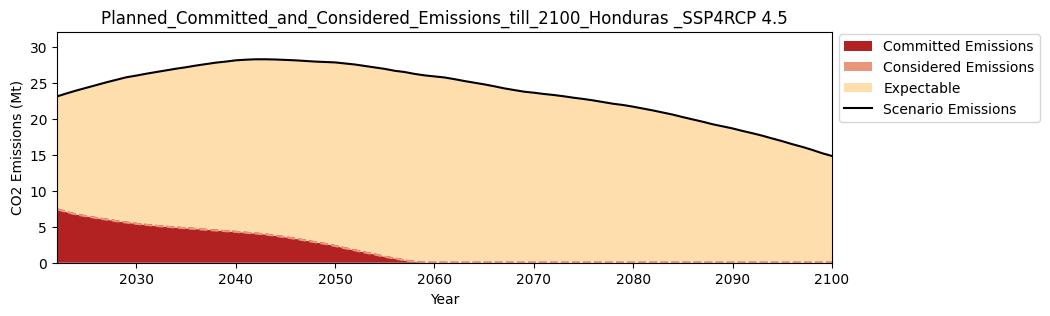 Planned_Committed_and_Considered_Emissions_till_2100_Honduras _SSP4RCP 4.5
CO2 Emissions (Mt)
30
25
20
15
10
5
0
2030 2040 2050 2060 2070 2080 2090 2100
Year
Committed Emissions
Considered Emissions
Expectable
Scenario Emissions